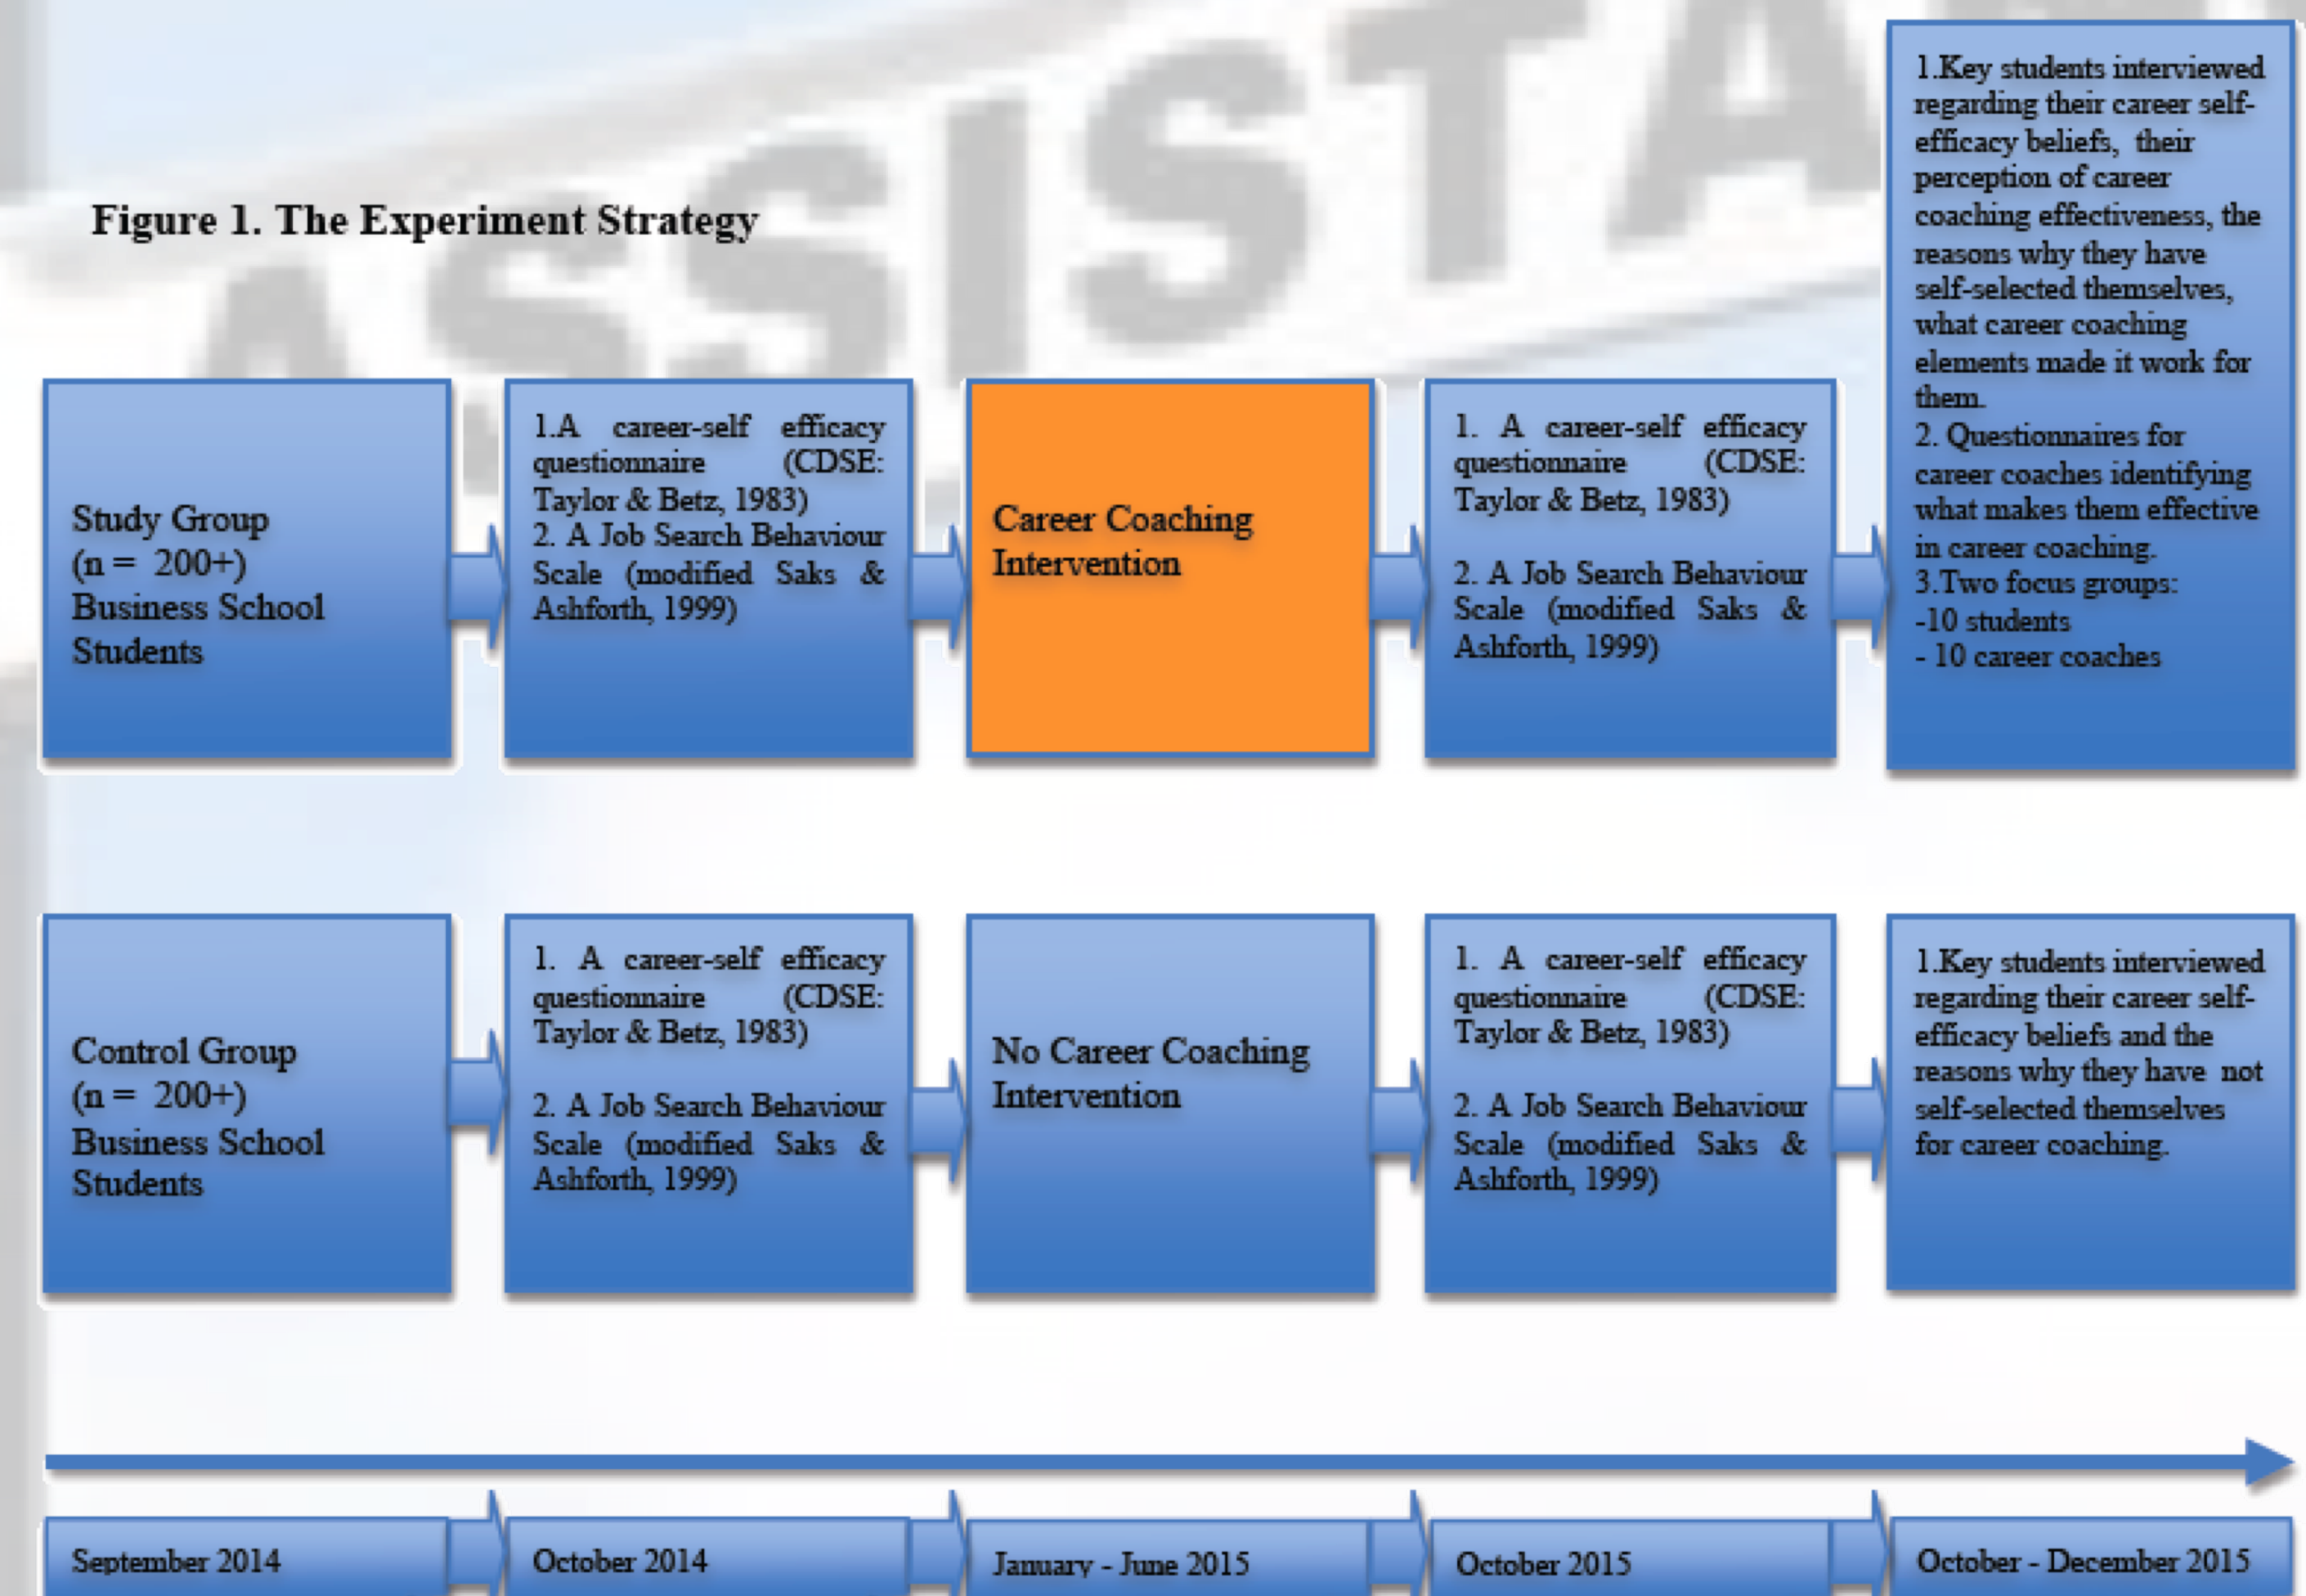 ASSISTA
Figure 1. The Experiment Strategy
Study Group
(n = 200+)
Business School
Students
1.A career-self efficacy
questionnaire (CDSE:
Taylor & Betz, 1983)
2. A Job Search Behaviour
Scale (modified Saks &
Ashforth, 1999)
Career Coaching
Intervention
1. A career-self efficacy
questionnaire (CDSE:
Taylor & Betz, 1983)
2. A Job Search Behaviour
Scale (modified Saks &
Ashforth, 1999)
1.Key students interviewed
regarding their career self-
efficacy beliefs, their
perception of career
coaching effectiveness, the
reasons why they have
self-selected themselves,
what career coaching
elements made it work for
them.
2. Questionnaires for
career coaches identifying
what makes them effective
in career coaching.
3.Two focus groups:
-10 students
- 10 career coaches
Control Group
(n = 200+)
Business School
Students
1. A career-self efficacy
questionnaire (CDSE:
Taylor & Betz, 1983)
2. A Job Search Behaviour
Scale (modified Saks &
Ashforth, 1999)
No Career Coaching
Intervention
1. A career-self efficacy
questionnaire (CDSE:
Taylor & Betz, 1983)
2. A Job Search Behaviour
Scale (modified Saks &
Ashforth, 1999)
1.Key students interviewed
regarding their career self-
efficacy beliefs and the
reasons why they have not
self-selected themselves
for career coaching.
September 2014
October 2014
January - June 2015
October 2015
October - December 2015